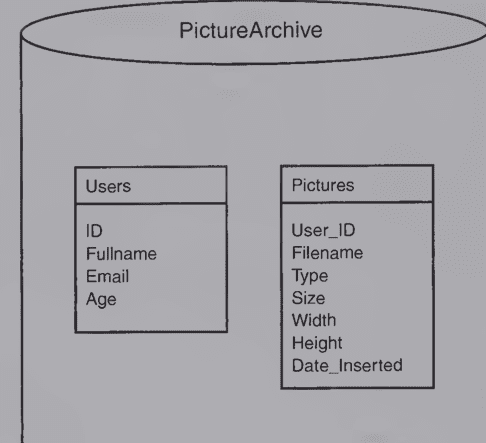 PictureArchive
Users
ID
Fullname
Email
Age
Pictures
User_ID
Filename
Type
Size
Width
Height
Date_Inserted